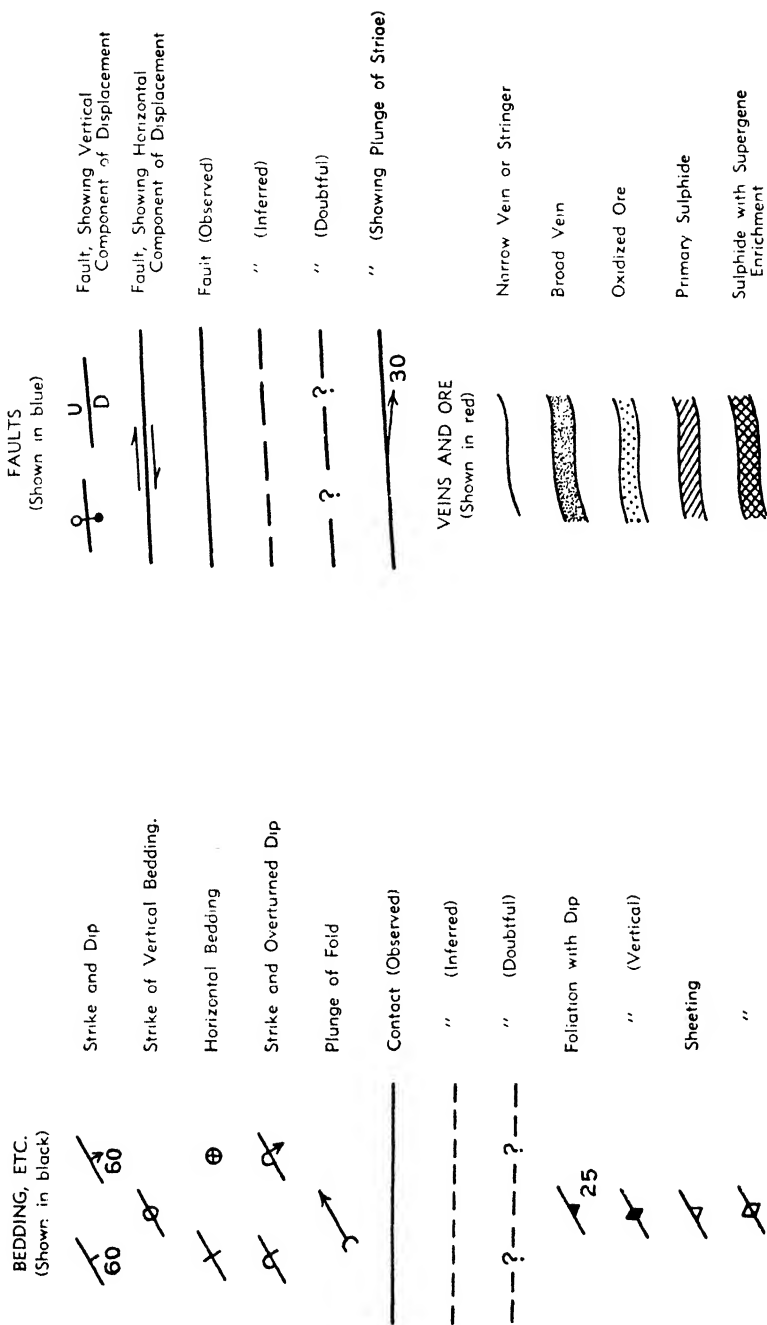 BEDDING, ETC.
(Shown in black)
60 60 Strike and Dip
Strike of Vertical Bedding.
Horizontal Bedding
Strike and Overturned Dip
Plunge of Fold
Contact (Observed)
" (Inferred)
? ? " (Doubtful)
25 Foliation with Dip
" (Vertical)
Sheeting
"
FAULTS
(Shown in blue)
U
D
Fault, Showing Vertical
Component of Displacement
Fault, Showing Horizontal
Component of Displacement
Fault (Observed)
" (Inferred)
? ? " (Doubtful)
30 " (Showing Plunge of Striae)
VEINS AND ORE
(Shown in red)
Narrow Vein or Stringer
Broad Vein
Oxidized Ore
Primary Sulphide
Sulphide with Supergene
Enrichment